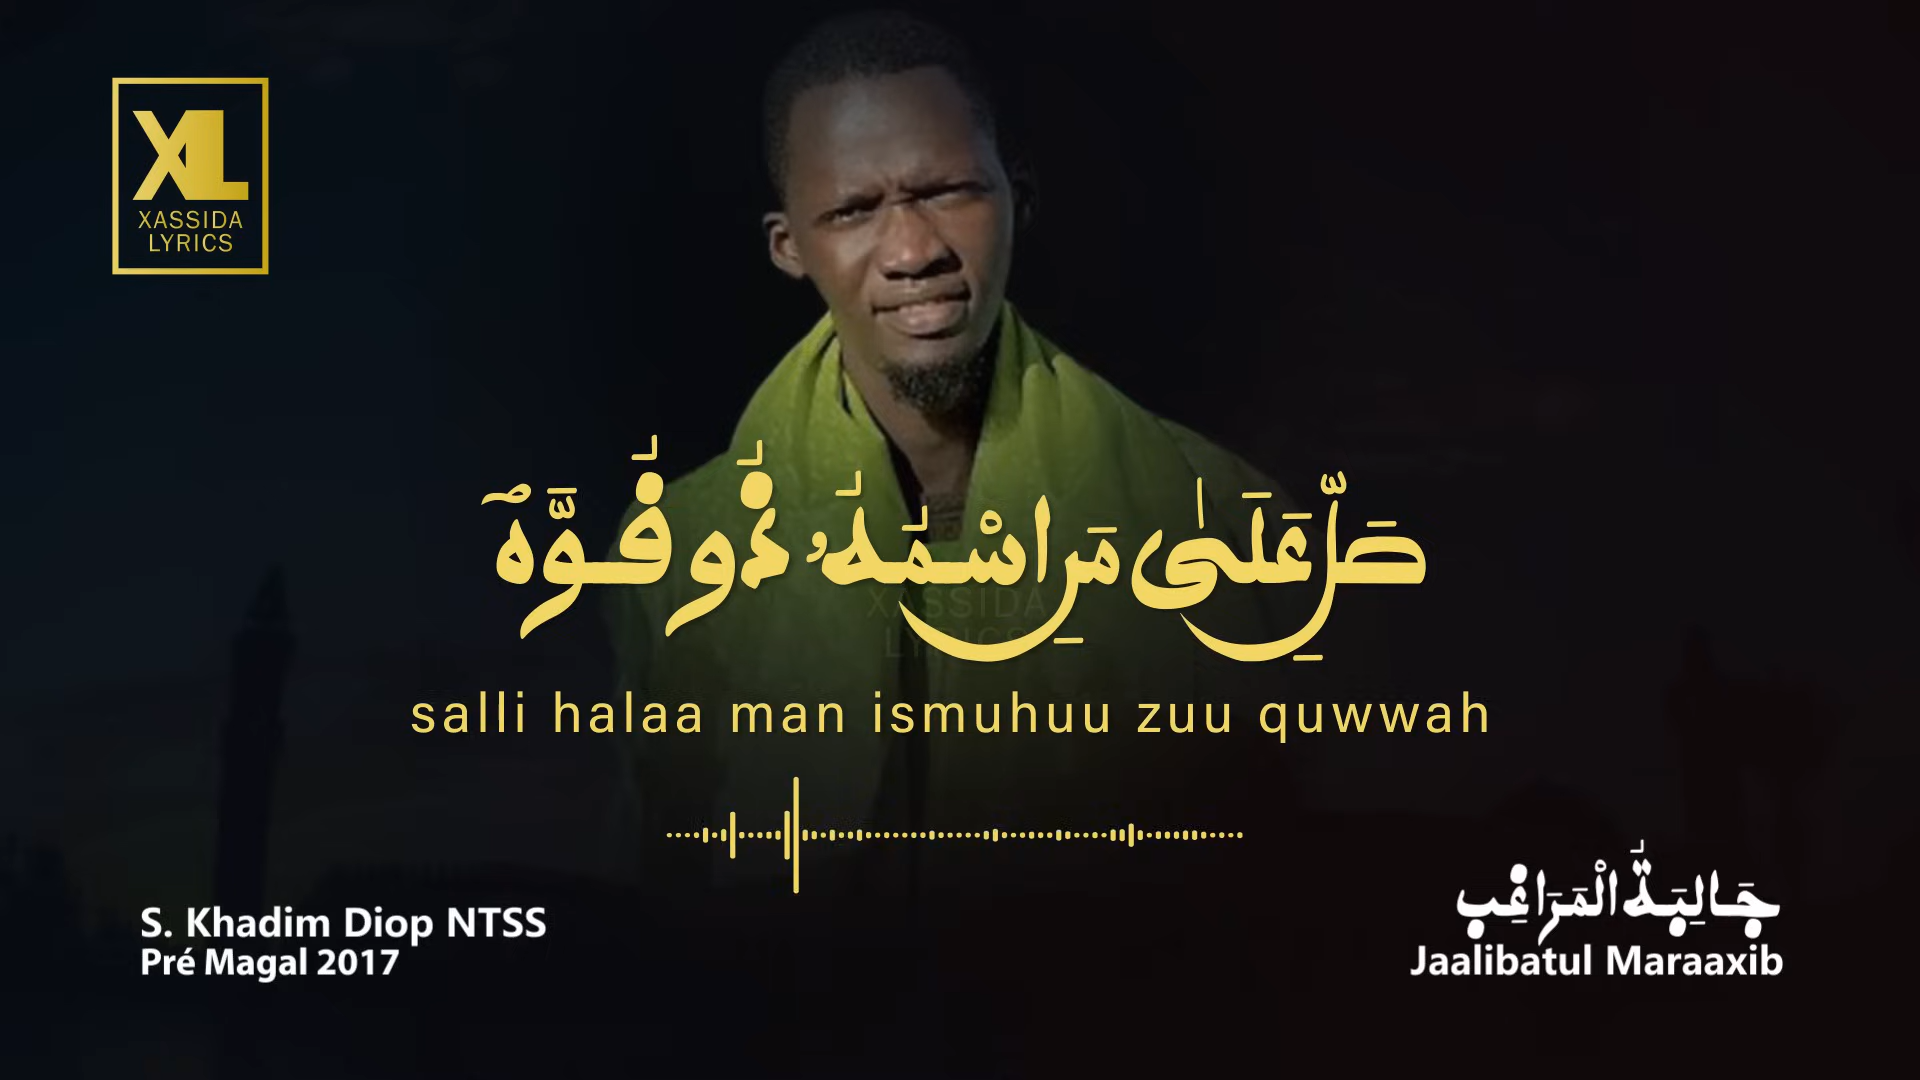 XL
XASSIDA
LYRICS
صَلِّ عَلَىٰ مَنِ اسْمُهُۥ ذُو قُوَّةٍ
salli halaa man ismuhuu zuu quwwah
S. Khadim Diop NTSS
Pré Magal 2017
جَالِبَةُ الْمَرَاغِبِ
Jaalibatul Maraaxib